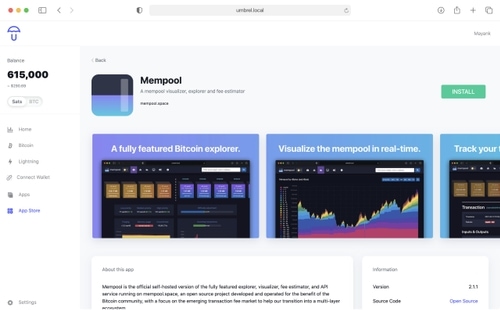 umbrel.local
Mayank
Balance
615,000
Sats
BTC
Home
Bitcoin
Lightning
Connect Wallet
Apps
App Store
Settings
‹ Back
Mempool
A mempool visualizer, explorer and fee estimator
mempool.space
INSTALL
A fully featured Bitcoin explorer.
Visualize the mempool in real-time.
Track your t
Transaction
Inputs & Outputs
About this app
Mempool is the official self-hosted version of the fully featured explorer, visualizer, fee estimator, and API
service running on mempool.space, an open source project developed and operated for the benefit of the
Bitcoin community, with a focus on the emerging transaction fee market to help our transition into a multi-layer
ecosystem.
Information
Version
2.1.1
Source Code
Open Source